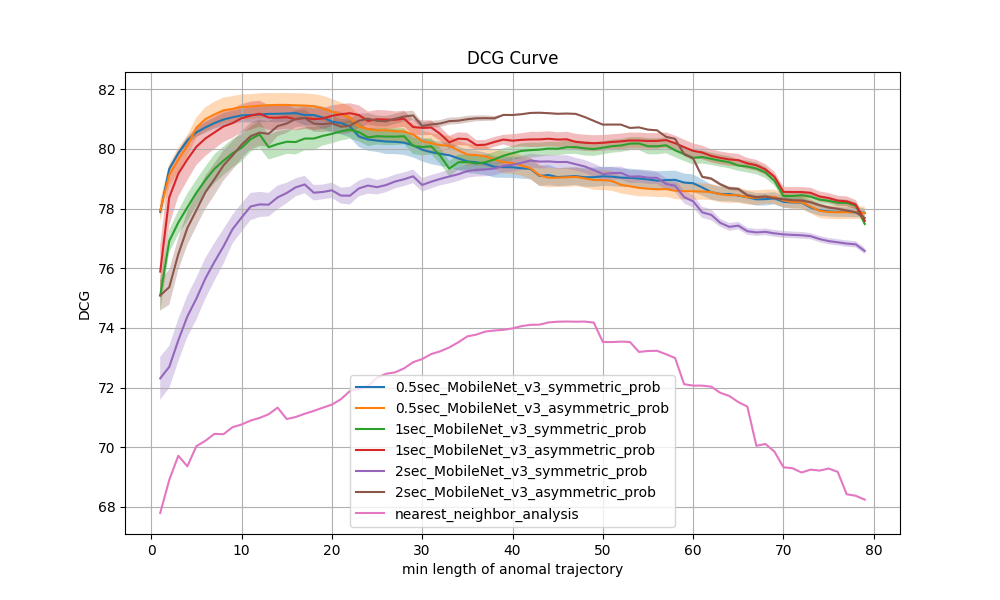 DCG Curve
82
80
78
76
74
72
70
68
DCG
0.5sec_MobileNet_v3_symmetric_prob
0.5sec_MobileNet_v3_asymmetric_prob
1sec_MobileNet_v3_symmetric_prob
1sec_MobileNet_v3_asymmetric_prob
2sec_MobileNet_v3_symmetric_prob
2sec_MobileNet_v3_asymmetric_prob
nearest_neighbor_analysis
0 10 20 30 40 50 60 70 80
min length of anomal trajectory